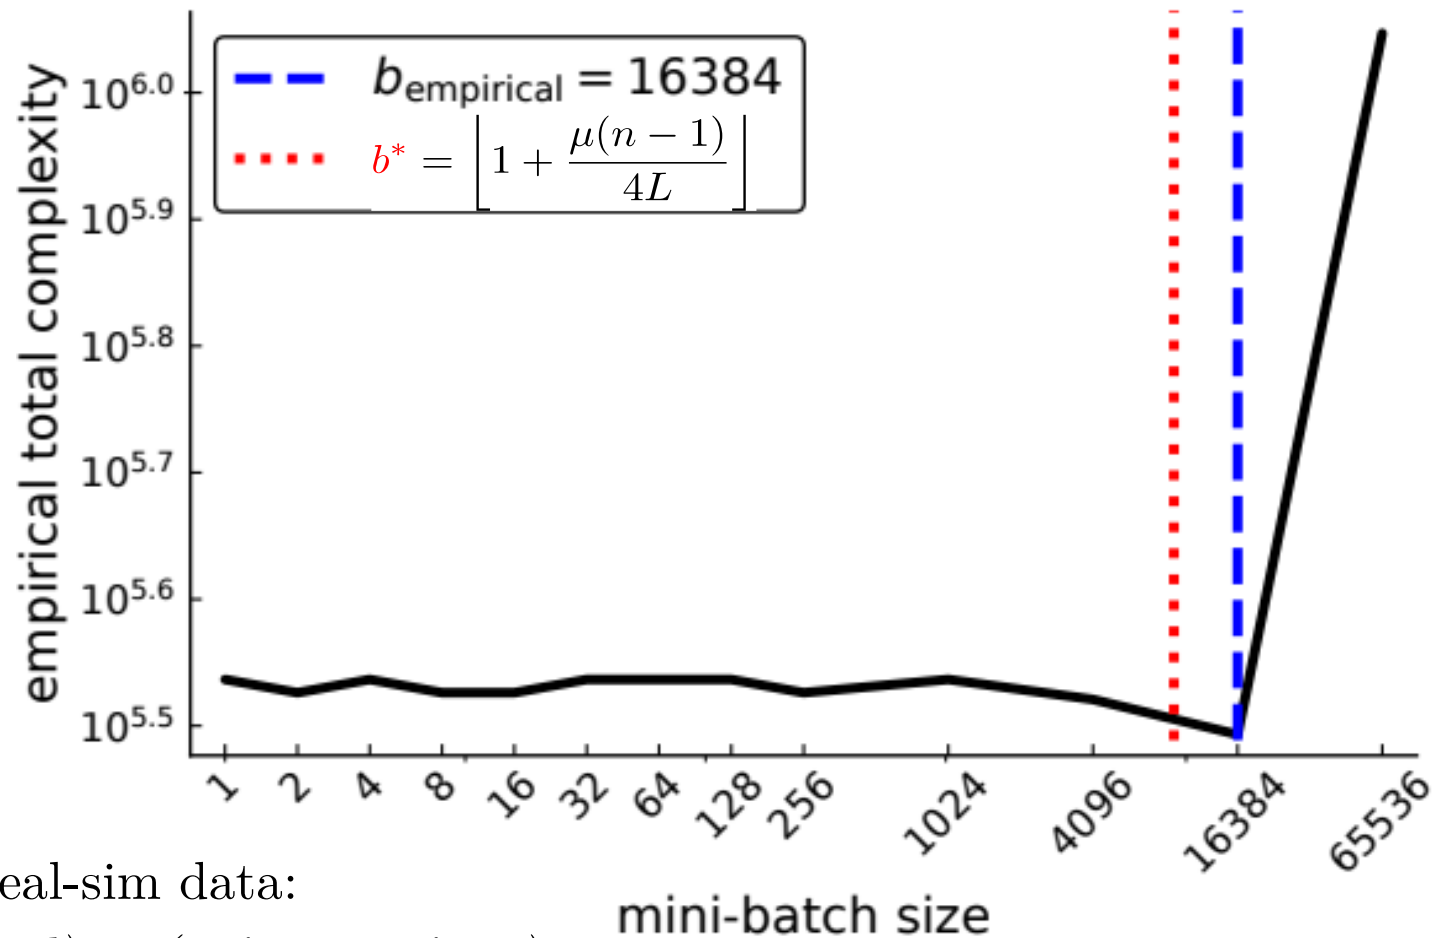 b_empirical = 16384
b* = ⌊1 + μ(n − 1) / 4L⌋
empirical total complexity
10^6.0
10^5.9
10^5.8
10^5.7
10^5.6
10^5.5
1 2 4 8 16 32 64 128 256 1024 4096 16384 65536
mini-batch size
eal-sim data: